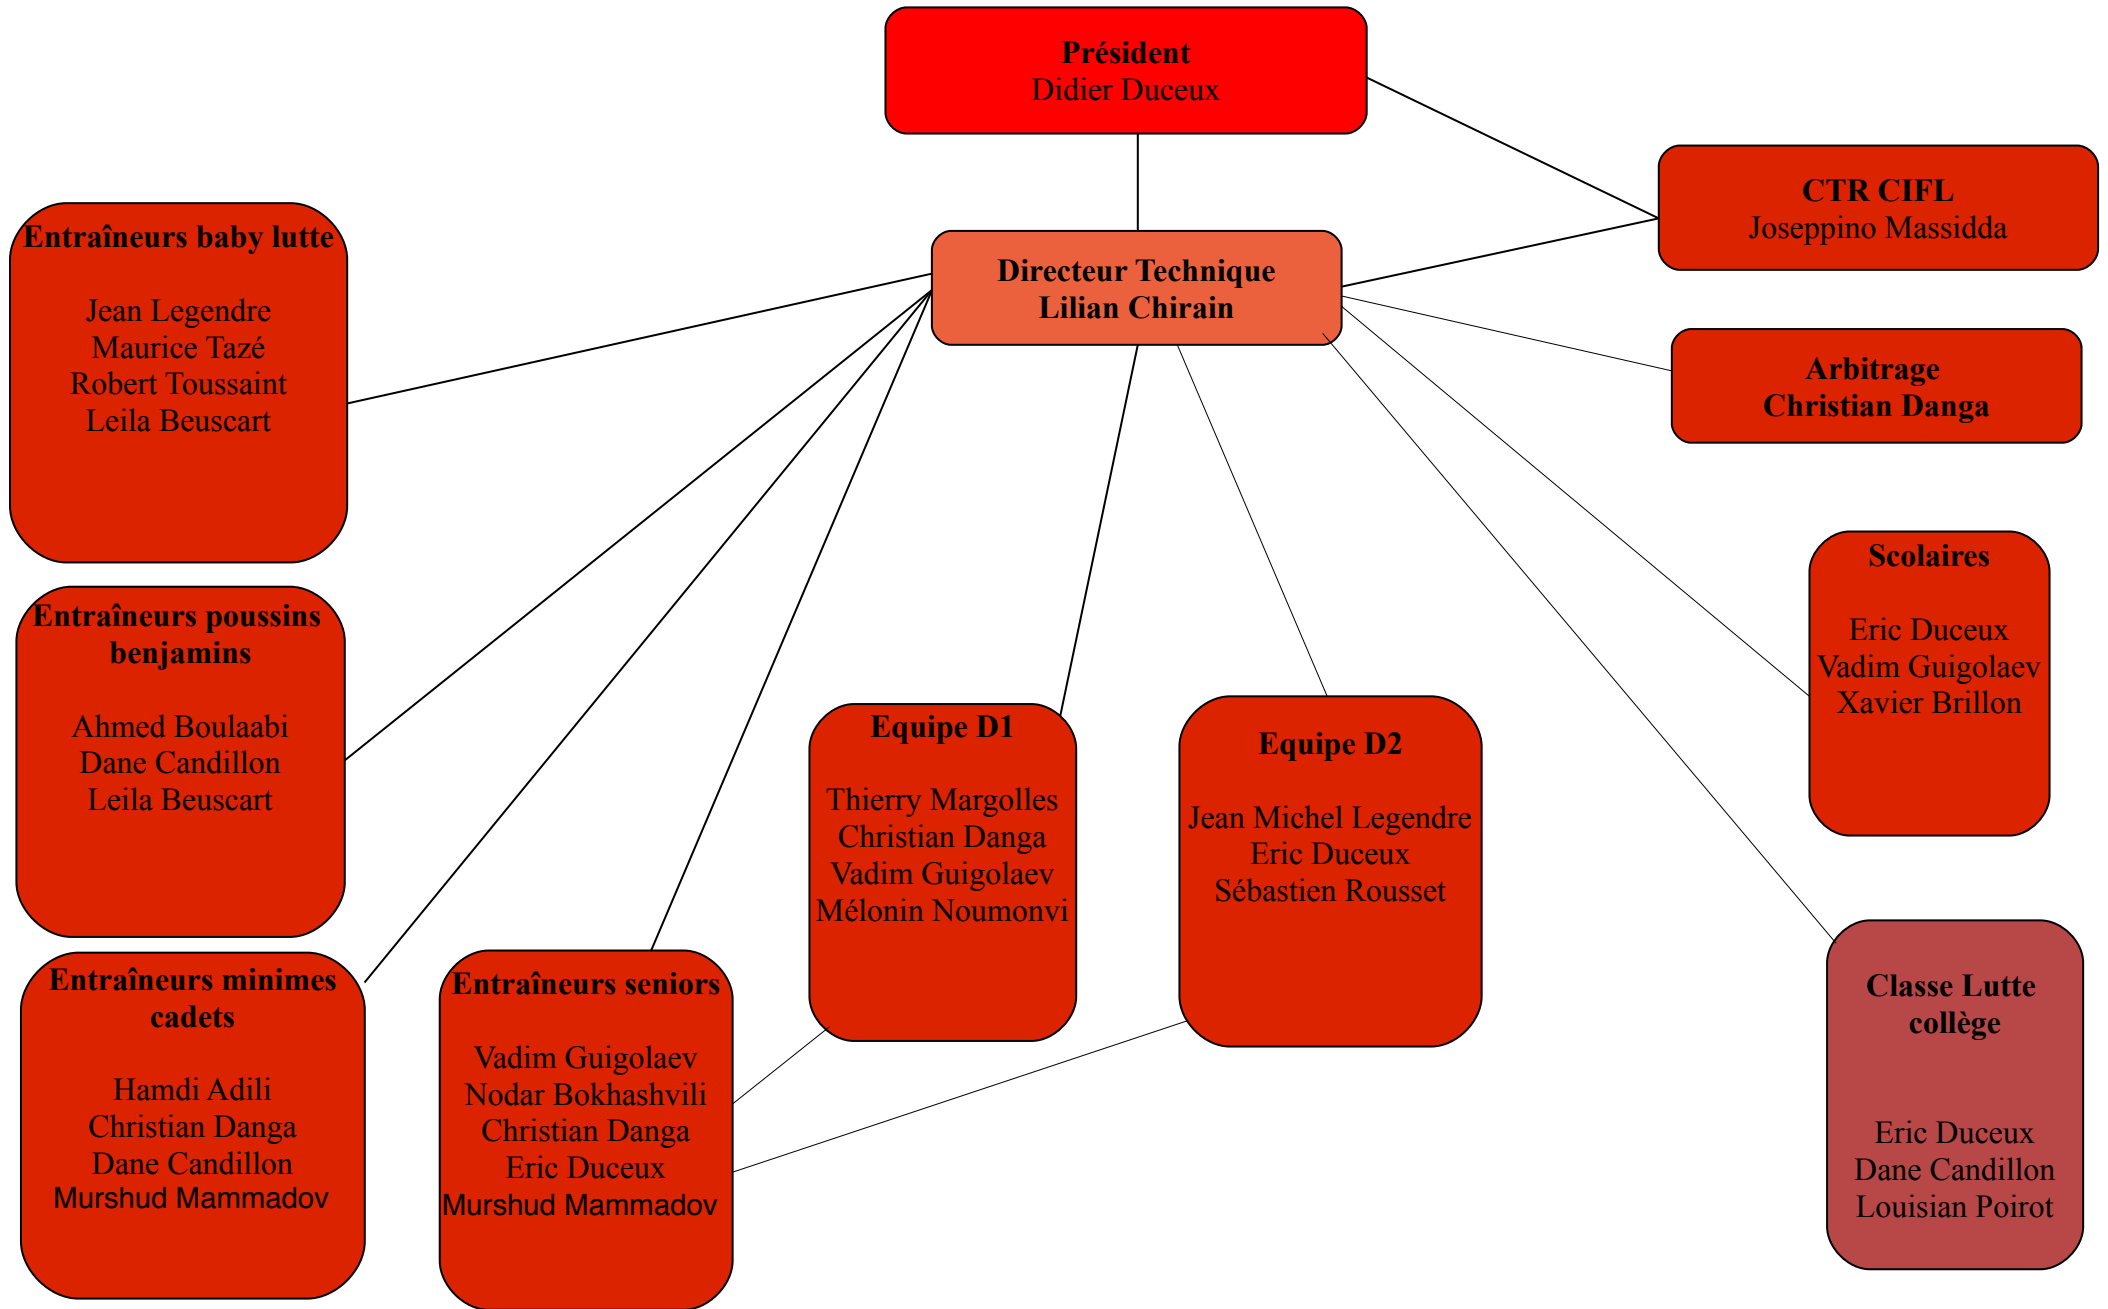 Président
Didier Duceux
CTR CIFL
Joseppino Massidda
Directeur Technique
Lilian Chirain
Arbitrage
Christian Danga
Entraîneurs baby lutte
Jean Legendre
Maurice Tazé
Robert Toussaint
Leila Beuscart
Entraîneurs poussins
benjamins
Ahmed Boulaabi
Dane Candillon
Leila Beuscart
Entraîneurs minimes
cadets
Hamdi Adili
Christian Danga
Dane Candillon
Murshud Mammadov
Entraîneurs seniors
Vadim Guigolaev
Nodar Bokhashvili
Christian Danga
Eric Duceux
Murshud Mammadov
Equipe D1
Thierry Margolles
Christian Danga
Vadim Guigolaev
Mélonin Noumonvi
Equipe D2
Jean Michel Legendre
Eric Duceux
Sébastien Rousset
Scolaires
Eric Duceux
Vadim Guigolaev
Xavier Brillon
Classe Lutte
collège
Eric Duceux
Dane Candillon
Louisian Poirot